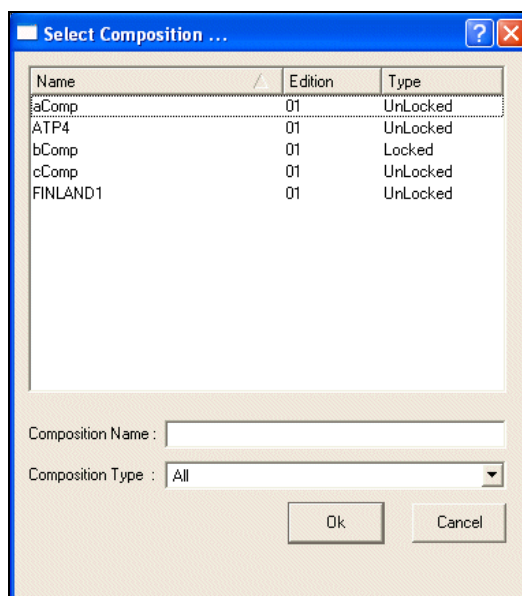 Select Composition ...
Name Edition Type
aComp 01 UnLocked
ATP4 01 UnLocked
bComp 01 Locked
cComp 01 UnLocked
FINLAND1 01 UnLocked
Composition Name :
Composition Type : All
Ok Cancel